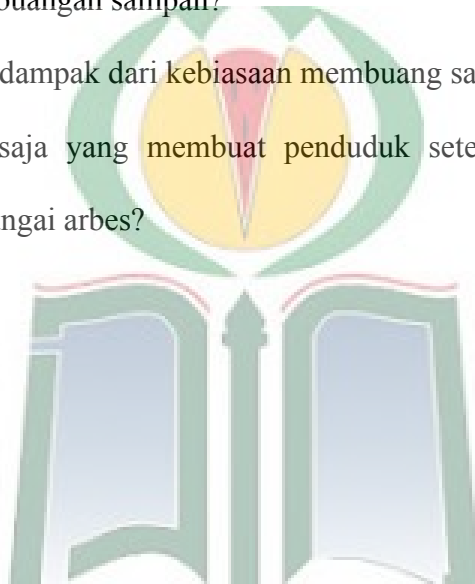 buangan sampah?
dampak dari kebiasaan membuang sa
saja yang membuat penduduk sete
ngai arbes?